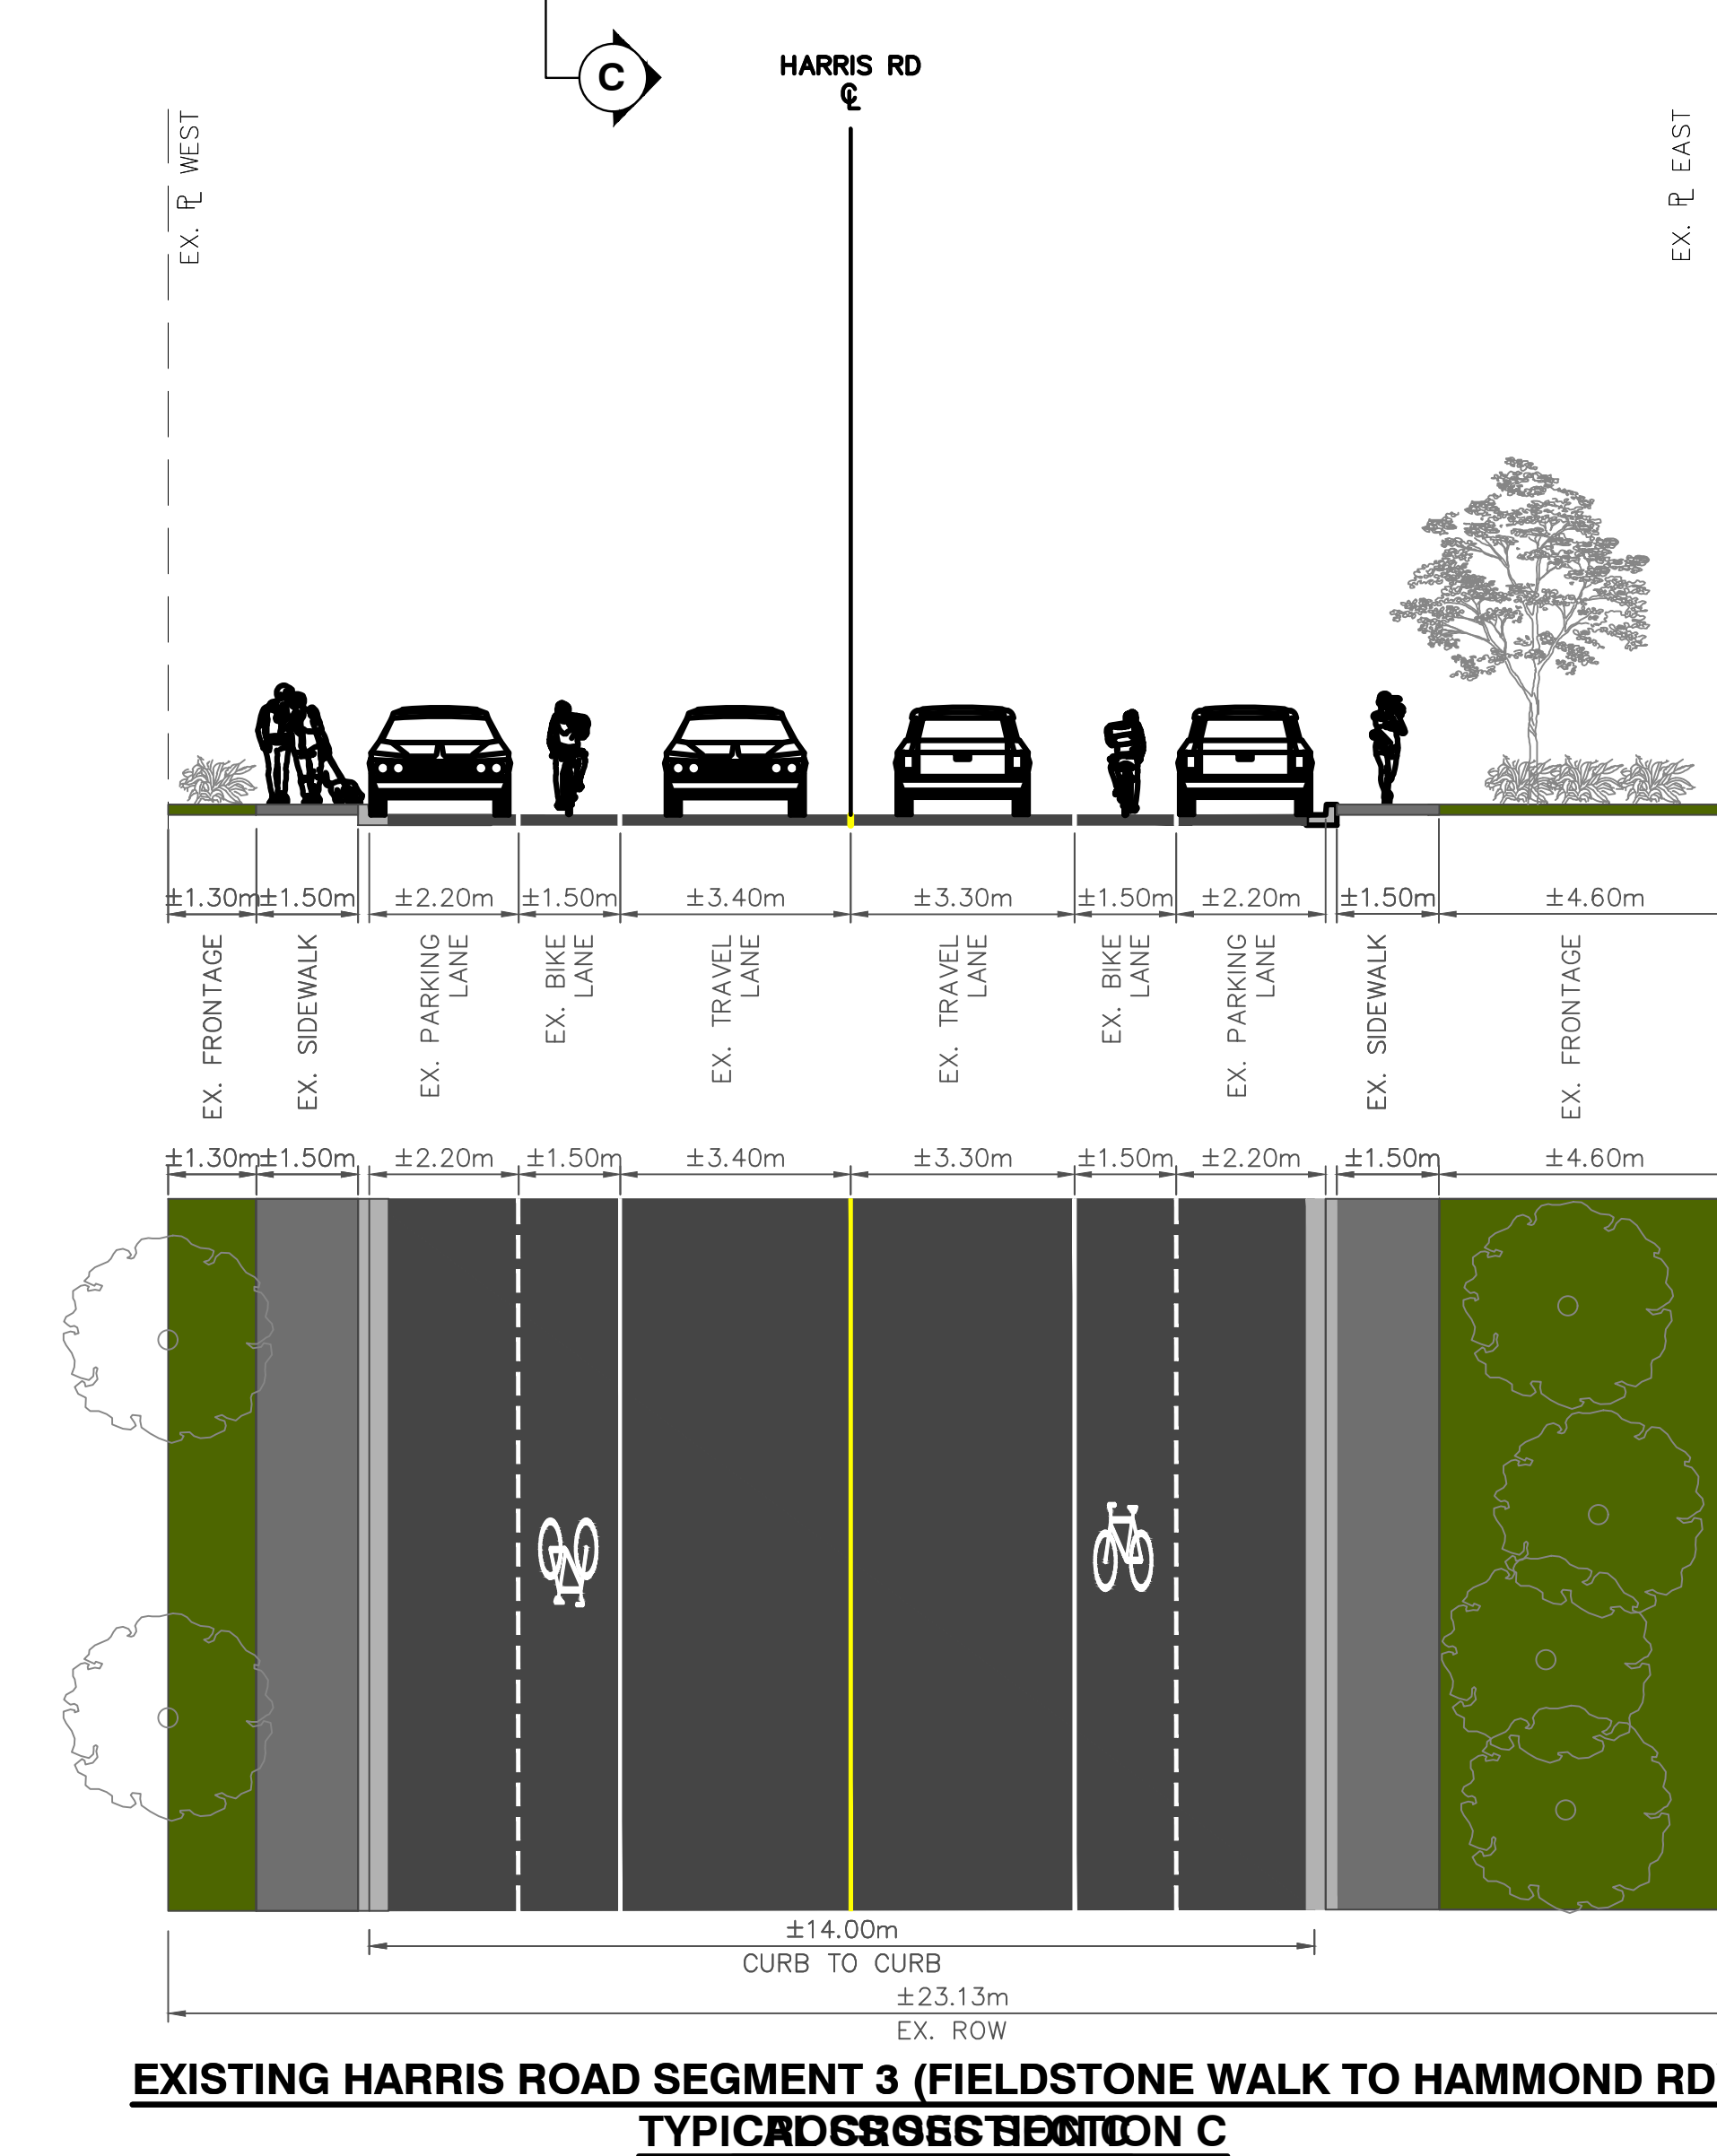 C
HARRIS RD
℄
EX. ⅊ WEST
EX. ⅊ EAST
±1.30m ±1.50m ±2.20m ±1.50m ±3.40m ±3.30m ±1.50m ±2.20m ±1.50m ±4.60m
EX. FRONTAGE
EX. SIDEWALK
EX. PARKING
LANE
EX. BIKE
LANE
EX. TRAVEL
LANE
EX. TRAVEL
LANE
EX. BIKE
LANE
EX. PARKING
LANE
EX. SIDEWALK
EX. FRONTAGE
±1.30m ±1.50m ±2.20m ±1.50m ±3.40m ±3.30m ±1.50m ±2.20m ±1.50m ±4.60m
±14.00m
CURB TO CURB
±23.13m
EX. ROW
EXISTING HARRIS ROAD SEGMENT 3 (FIELDSTONE WALK TO HAMMOND RD